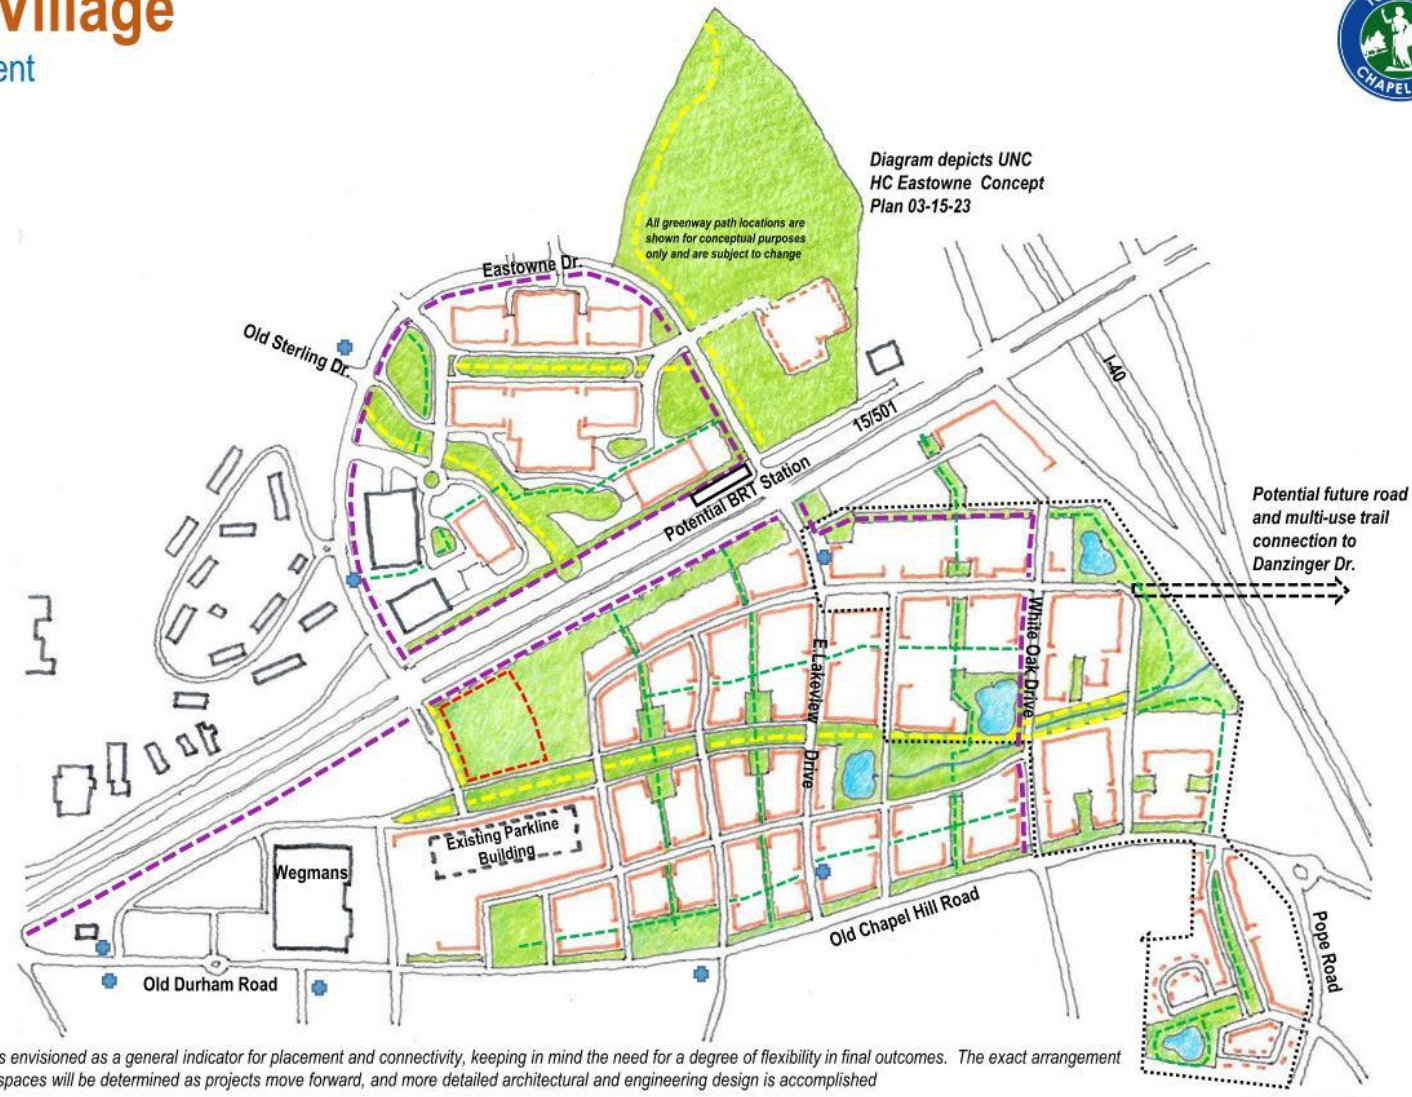 Village
ent
CHAPEL
Diagram depicts UNC
HC Eastowne Concept
Plan 03-15-23
All greenway path locations are
shown for conceptual purposes
only and are subject to change
Eastowne Dr.
Old Sterling Dr.
I-40
15/501
Potential BRT Station
Potential future road
and multi-use trail
connection to
Danzinger Dr.
White Oak Drive
E. Lakeview Drive
Existing Parkline
Building
Wegmans
Old Chapel Hill Road
Pope Road
Old Durham Road
s envisioned as a general indicator for placement and connectivity, keeping in mind the need for a degree of flexibility in final outcomes. The exact arrangement
spaces will be determined as projects move forward, and more detailed architectural and engineering design is accomplished